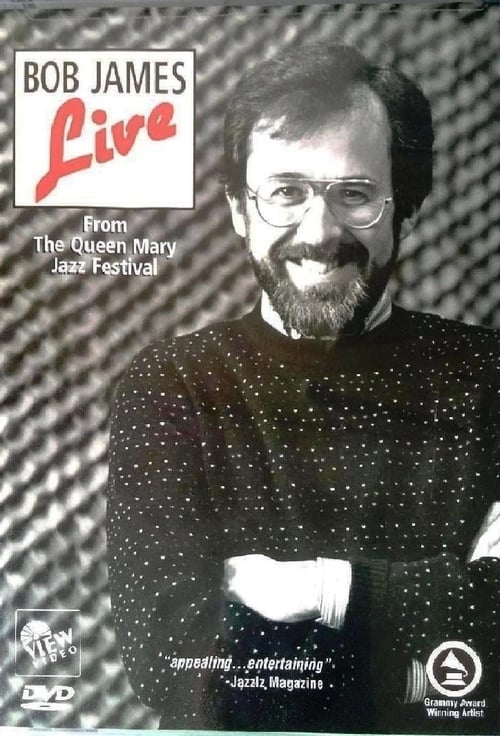 BOB JAMES
Live
From
The Queen Mary
Jazz Festival
"appealing...entertaining"
-Jazziz Magazine
VIEW
VIDEO
DVD
VIDEO
Grammy Award
Winning Artist